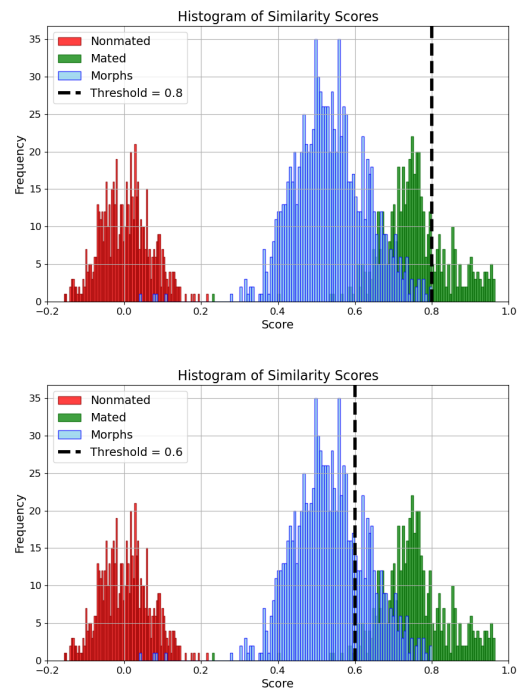 Histogram of Similarity Scores
Nonmated
Mated
Morphs
Threshold = 0.8
Frequency
35
30
25
20
15
10
5
0
−0.2 0.0 0.2 0.4 0.6 0.8 1.0
Score
Histogram of Similarity Scores
Nonmated
Mated
Morphs
Threshold = 0.6
Frequency
35
30
25
20
15
10
5
0
−0.2 0.0 0.2 0.4 0.6 0.8 1.0
Score